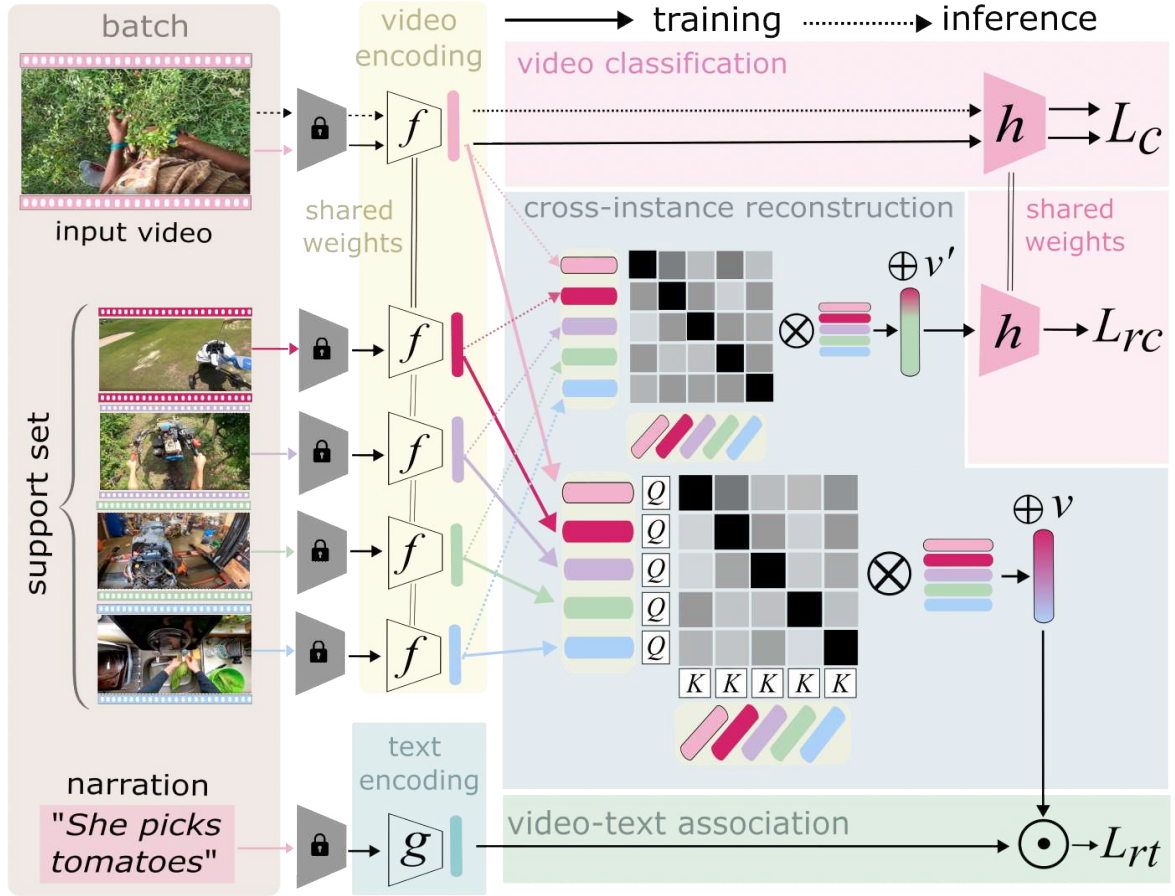 batch
video
encoding
training
inference
video classification
f
h
L_c
input video
shared
weights
cross-instance reconstruction
shared
weights
⊕ v′
⊗
f
h
L_rc
support set
f
f
f
Q
Q
Q
Q
Q
K K K K K
⊗
⊕ v
narration
"She picks
tomatoes"
text
encoding
g
video-text association
L_rt